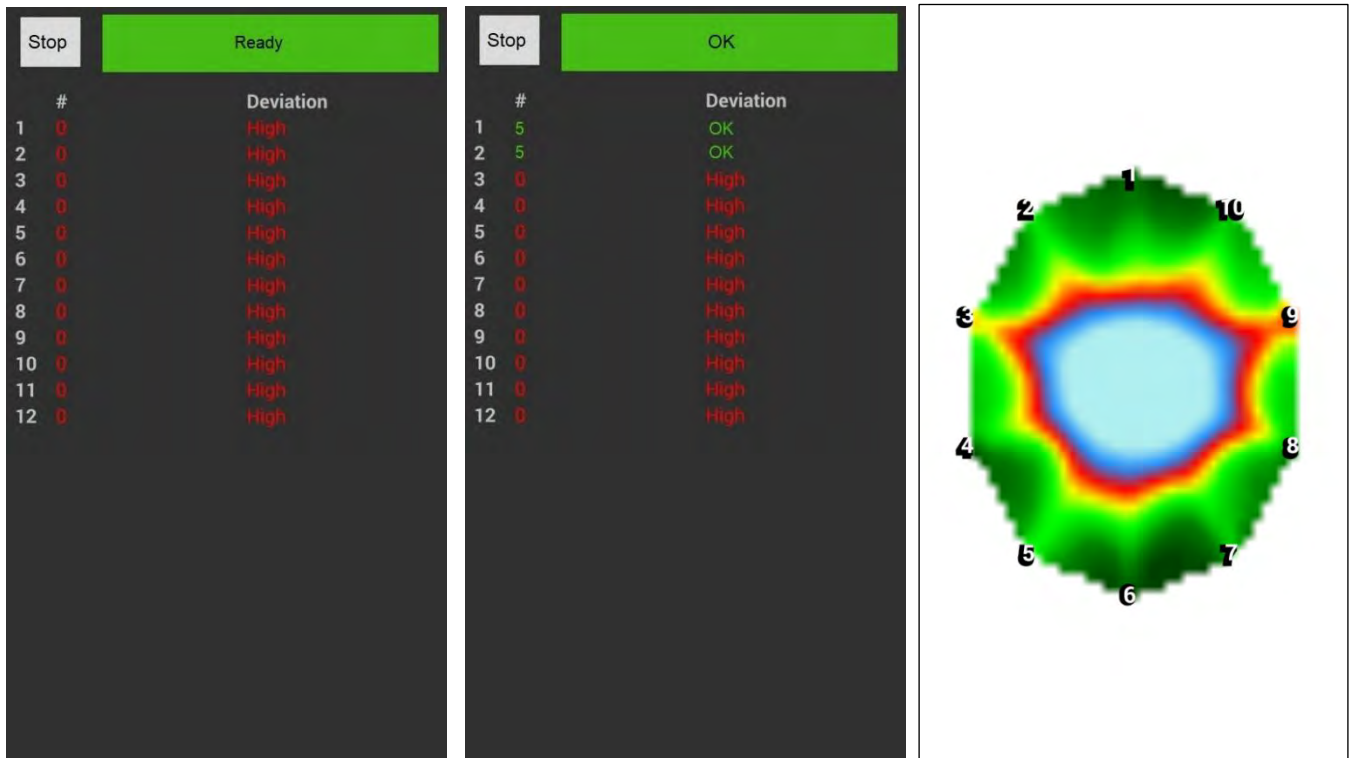 Stop Ready
# Deviation
1 0 High
2 0 High
3 0 High
4 0 High
5 0 High
6 0 High
7 0 High
8 0 High
9 0 High
10 0 High
11 0 High
12 0 High
Stop OK
# Deviation
1 5 OK
2 5 OK
3 0 High
4 0 High
5 0 High
6 0 High
7 0 High
8 0 High
9 0 High
10 0 High
11 0 High
12 0 High
1
2 10
3 9
4 8
5 7
6